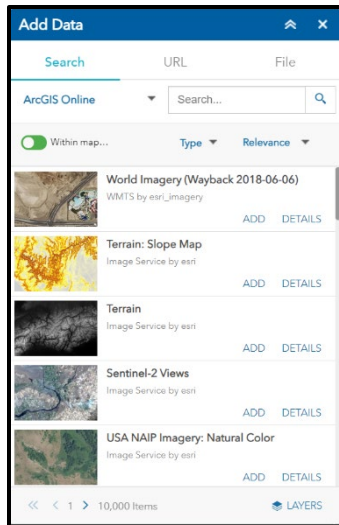 Add Data
Search URL File
ArcGIS Online Search...
Within map... Type Relevance
World Imagery (Wayback 2018-06-06)
WMTS by esri_imagery
ADD DETAILS
Terrain: Slope Map
Image Service by esri
ADD DETAILS
Terrain
Image Service by esri
ADD DETAILS
Sentinel-2 Views
Image Service by esri
ADD DETAILS
USA NAIP Imagery: Natural Color
Image Service by esri
ADD DETAILS
1 10,000 Items LAYERS